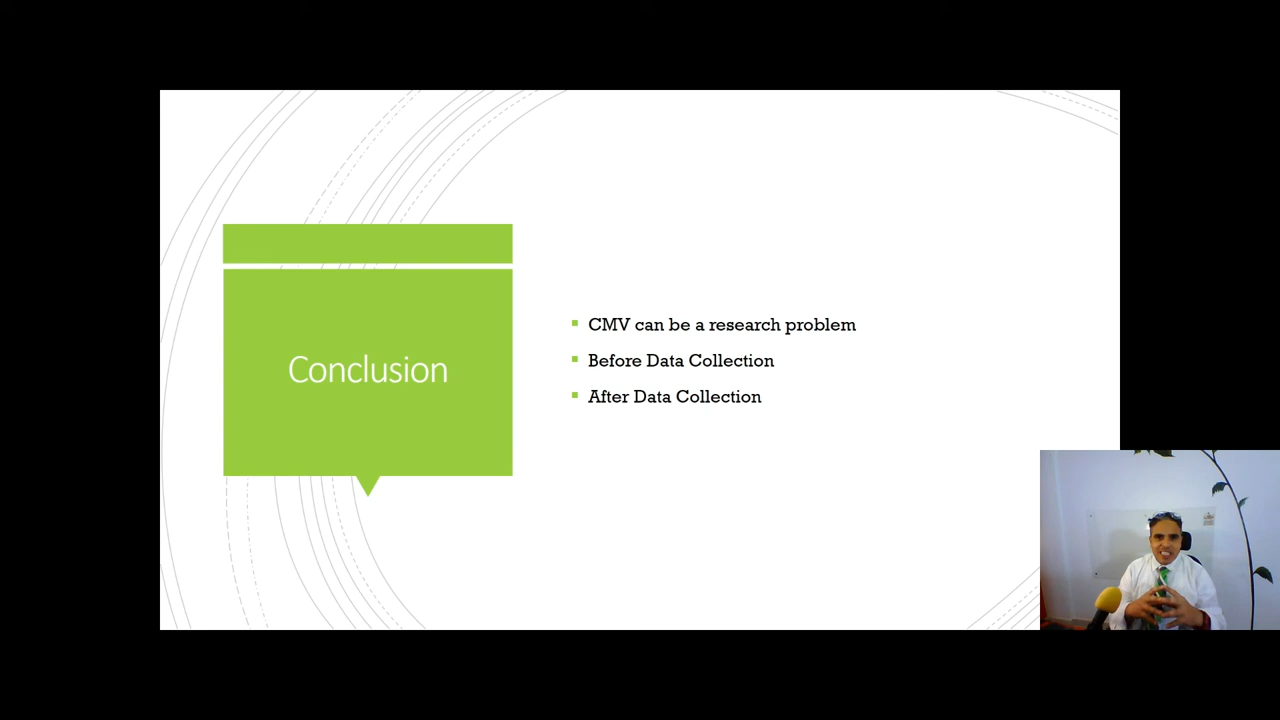 Conclusion
CMV can be a research problem
Before Data Collection
After Data Collection